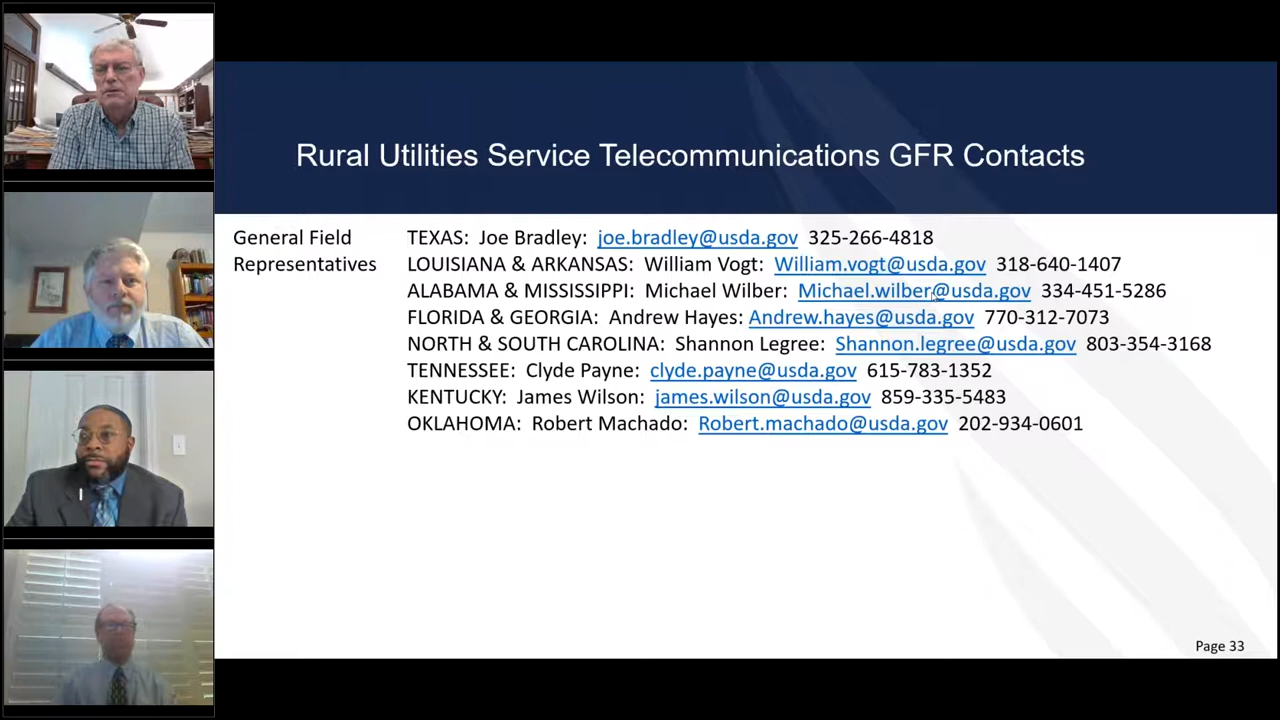 Rural Utilities Service Telecommunications GFR Contacts
General Field
Representatives
TEXAS: Joe Bradley: joe.bradley@usda.gov 325-266-4818
LOUISIANA & ARKANSAS: William Vogt: William.vogt@usda.gov 318-640-1407
ALABAMA & MISSISSIPPI: Michael Wilber: Michael.wilber@usda.gov 334-451-5286
FLORIDA & GEORGIA: Andrew Hayes: Andrew.hayes@usda.gov 770-312-7073
NORTH & SOUTH CAROLINA: Shannon Legree: Shannon.legree@usda.gov 803-354-3168
TENNESSEE: Clyde Payne: clyde.payne@usda.gov 615-783-1352
KENTUCKY: James Wilson: james.wilson@usda.gov 859-335-5483
OKLAHOMA: Robert Machado: Robert.machado@usda.gov 202-934-0601
Page 33